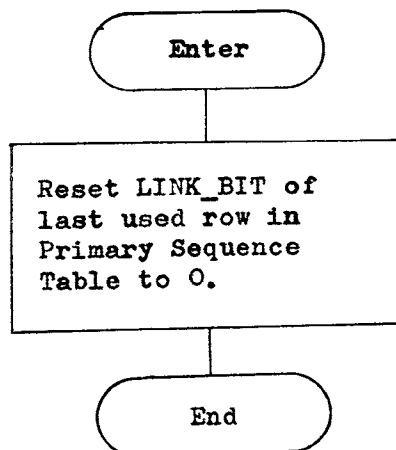 Enter
Reset LINK_BIT of
last used row in
Primary Sequence
Table to 0.
End